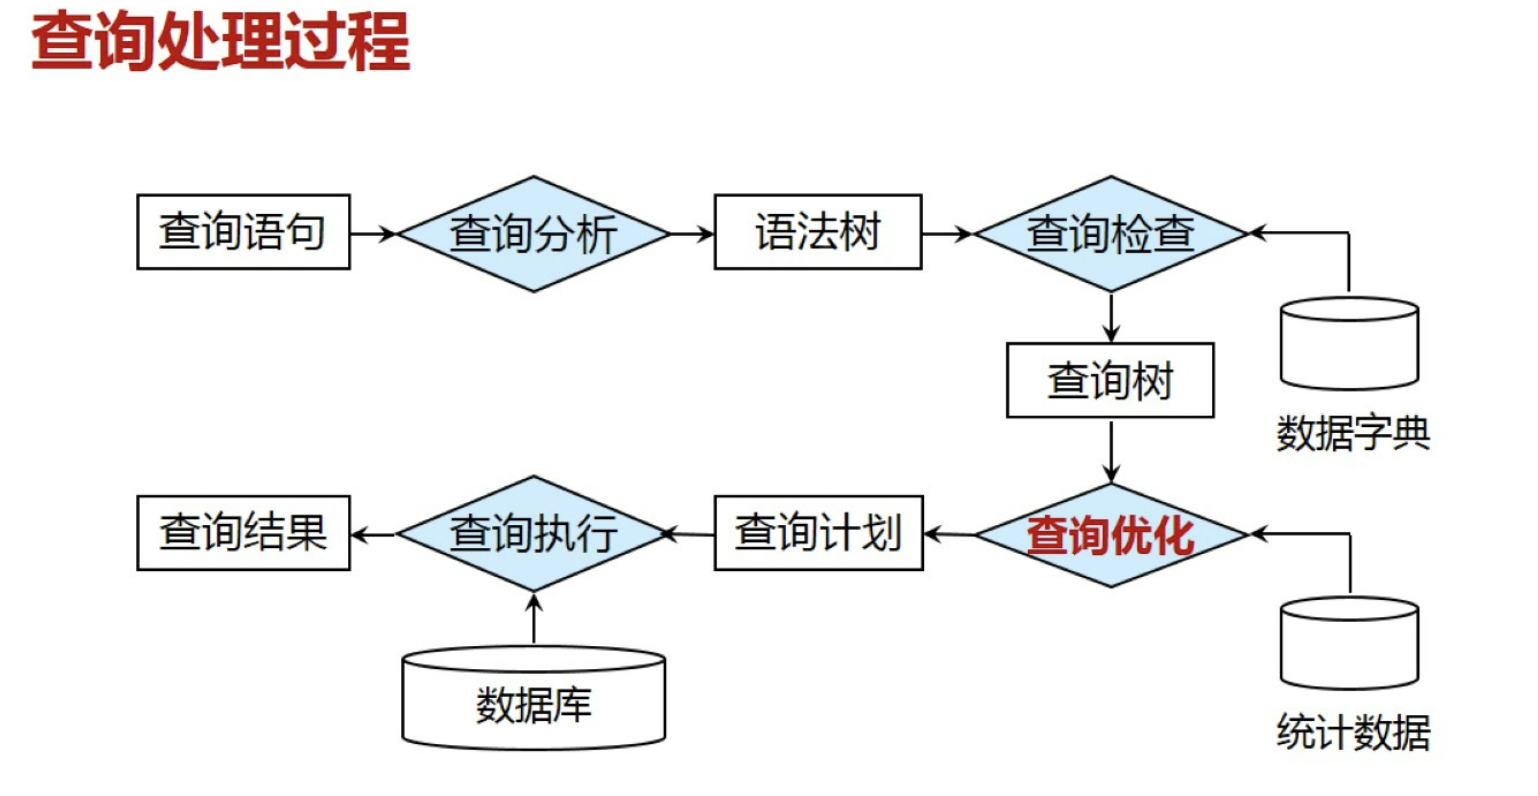 查询处理过程
查询语句
查询分析
语法树
查询检查
查询树
数据字典
查询结果
查询执行
查询计划
查询优化
数据库
统计数据